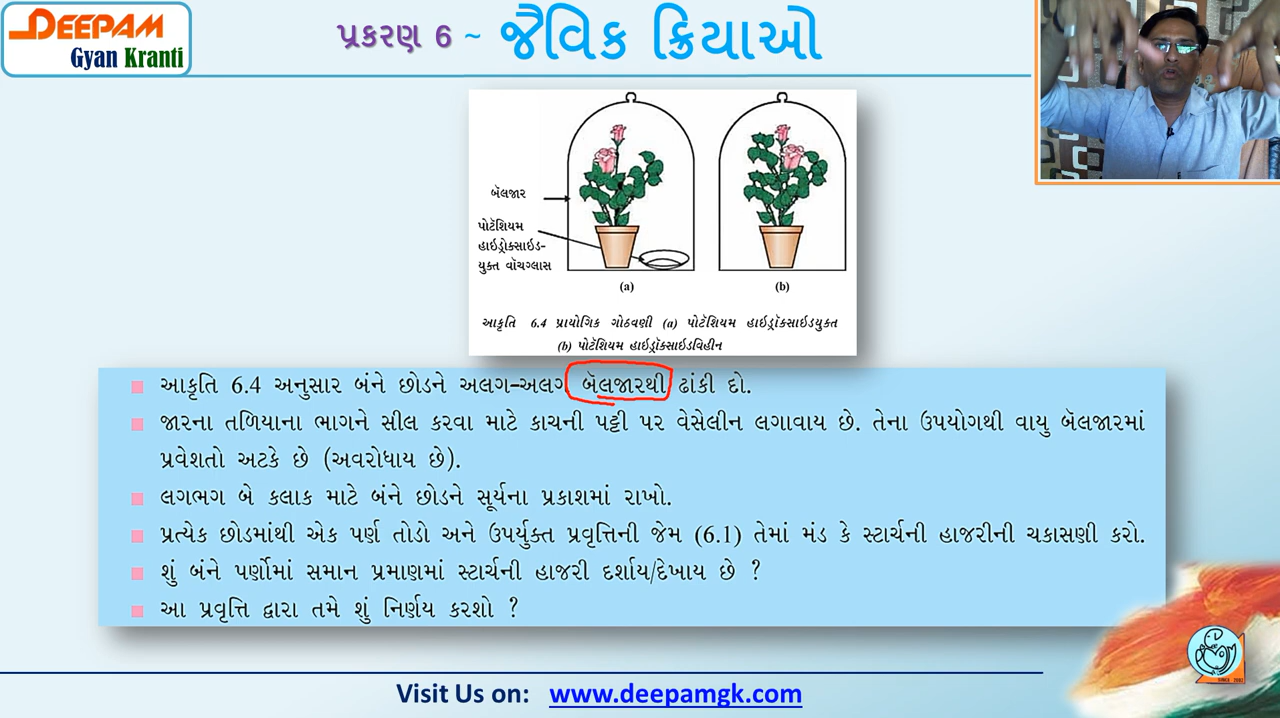 DEEPAM
Gyan Kranti
પ્રકરણ 6 ~ જૈવિક ક્રિયાઓ
બૅલજાર
પોટૅશિયમ
હાઇડ્રોક્સાઇડ-
યુક્ત વૉચગ્લાસ
(a)
(b)
આકૃતિ 6.4 પ્રાયોગિક ગોઠવણી (a) પોટૅશિયમ હાઇડ્રૉક્સાઇડયુક્ત
(b) પોટૅશિયમ હાઇડ્રૉક્સાઇડવિહીન
આકૃતિ 6.4 અનુસાર બંને છોડને અલગ-અલગ બૅલજારથી ઢાંકી દો.
જારના તળિયાના ભાગને સીલ કરવા માટે કાચની પટ્ટી પર વેસેલીન લગાવાય છે. તેના ઉપયોગથી વાયુ બૅલજારમાં
પ્રવેશતો અટકે છે (અવરોધાય છે).
લગભગ બે કલાક માટે બંને છોડને સૂર્યના પ્રકાશમાં રાખો.
પ્રત્યેક છોડમાંથી એક પર્ણ તોડો અને ઉપર્યુક્ત પ્રવૃત્તિની જેમ (6.1) તેમાં મંડ કે સ્ટાર્ચની હાજરીની ચકાસણી કરો.
શું બંને પર્ણોમાં સમાન પ્રમાણમાં સ્ટાર્ચની હાજરી દર્શાય/દેખાય છે ?
આ પ્રવૃત્તિ દ્વારા તમે શું નિર્ણય કરશો ?
SINCE 2002
Visit Us on: www.deepamgk.com